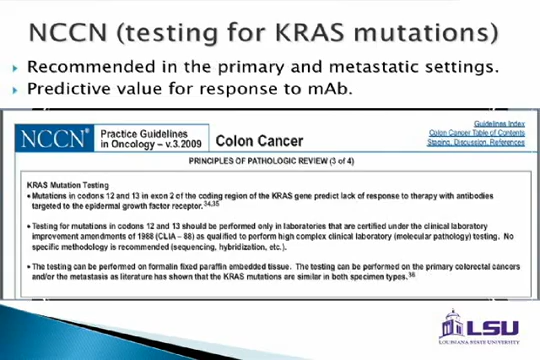 NCCN (testing for KRAS mutations)
Recommended in the primary and metastatic settings.
Predictive value for response to mAb.
NCCN®
Practice Guidelines
in Oncology – v.3.2009
Colon Cancer
Guidelines Index
Colon Cancer Table of Contents
Staging, Discussion, References
PRINCIPLES OF PATHOLOGIC REVIEW (3 of 4)
KRAS Mutation Testing
• Mutations in codons 12 and 13 in exon 2 of the coding region of the KRAS gene predict lack of response to therapy with antibodies
targeted to the epidermal growth factor receptor.34,35
• Testing for mutations in codons 12 and 13 should be performed only in laboratories that are certified under the clinical laboratory
improvement amendments of 1988 (CLIA – 88) as qualified to perform high complex clinical laboratory (molecular pathology) testing. No
specific methodology is recommended (sequencing, hybridization, etc.).
• The testing can be performed on formalin fixed paraffin embedded tissue. The testing can be performed on the primary colorectal cancers
and/or the metastasis as literature has shown that the KRAS mutations are similar in both specimen types.36
LSU
LOUISIANA STATE UNIVERSITY